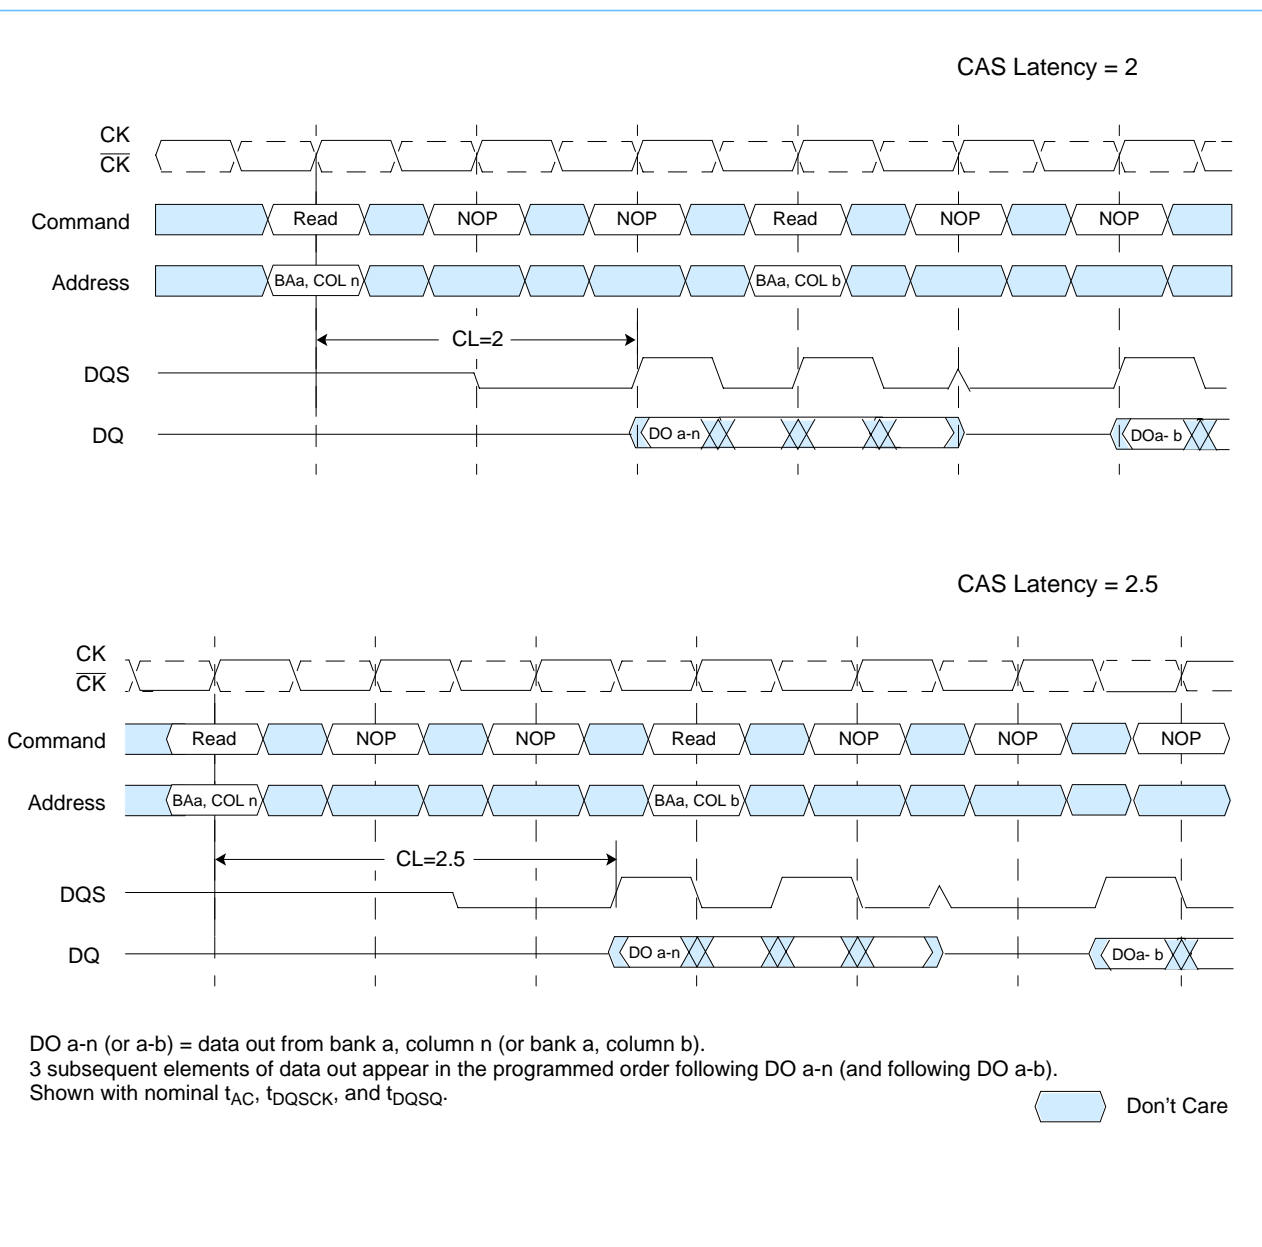 CAS Latency = 2
CK
CK
Command
Read
NOP
NOP
Read
NOP
NOP
Address
BAa, COL n
BAa, COL b
CL=2
DQS
DQ
DO a-n
DOa- b
CAS Latency = 2.5
CK
CK
Command
Read
NOP
NOP
Read
NOP
NOP
NOP
Address
BAa, COL n
BAa, COL b
CL=2.5
DQS
DQ
DO a-n
DOa- b
DO a-n (or a-b) = data out from bank a, column n (or bank a, column b).
3 subsequent elements of data out appear in the programmed order following DO a-n (and following DO a-b).
Shown with nominal tAC, tDQSCK, and tDQSQ.
Don't Care